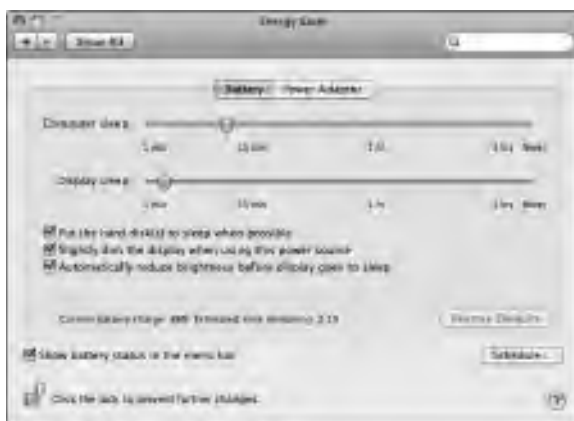 Energy Saver
Show All
Battery Power Adapter
Computer sleep:
1 min 15 min 1 hr 3 hrs Never
Display sleep:
1 min 15 min 1 hr 3 hrs Never
Put the hard disk(s) to sleep when possible
Slightly dim the display when using this power source
Automatically reduce brightness before display goes to sleep
Current battery charge: Estimated time remaining:
Restore Defaults
Show battery status in the menu bar
Schedule...
Click the lock to prevent further changes.
?